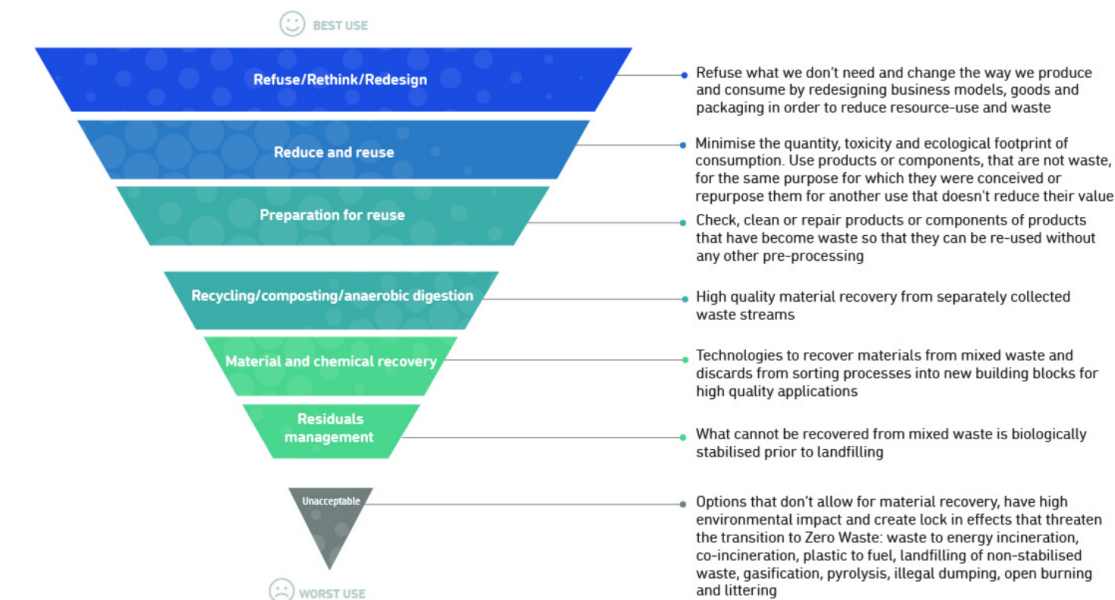 BEST USE
Refuse/Rethink/Redesign
Refuse what we don't need and change the way we produce
and consume by redesigning business models, goods and
packaging in order to reduce resource-use and waste
Reduce and reuse
Minimise the quantity, toxicity and ecological footprint of
consumption. Use products or components, that are not waste,
for the same purpose for which they were conceived or
repurpose them for another use that doesn't reduce their value
Preparation for reuse
Check, clean or repair products or components of products
that have become waste so that they can be re-used without
any other pre-processing
Recycling/composting/anaerobic digestion
High quality material recovery from separately collected
waste streams
Material and chemical recovery
Technologies to recover materials from mixed waste and
discards from sorting processes into new building blocks for
high quality applications
Residuals
management
What cannot be recovered from mixed waste is biologically
stabilised prior to landfilling
Unacceptable
Options that don't allow for material recovery, have high
environmental impact and create lock in effects that threaten
the transition to Zero Waste: waste to energy incineration,
co-incineration, plastic to fuel, landfilling of non-stabilised
waste, gasification, pyrolysis, illegal dumping, open burning
and littering
WORST USE